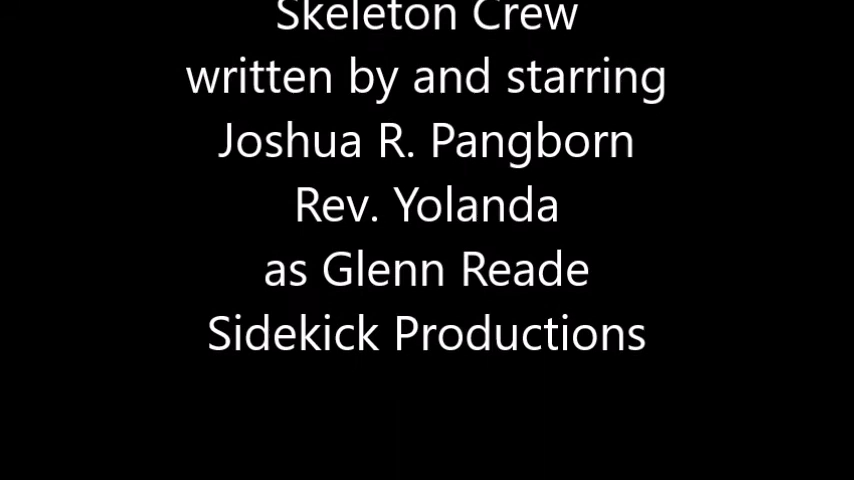 Skeleton Crew
written by and starring
Joshua R. Pangborn
Rev. Yolanda
as Glenn Reade
Sidekick Productions